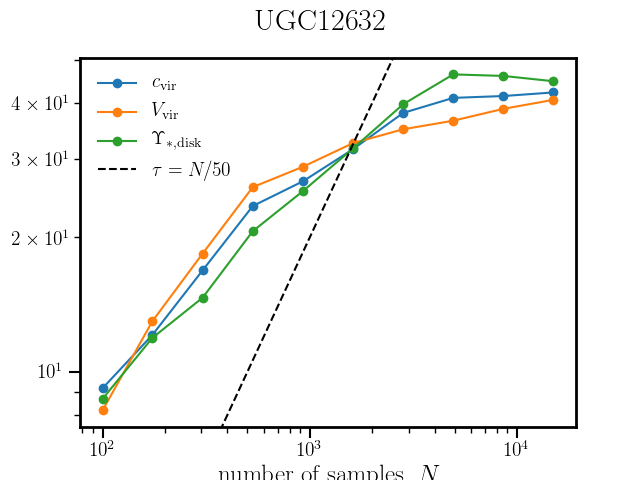 UGC12632
c_vir
V_vir
Υ_{*,disk}
τ = N/50
4 × 10^1
3 × 10^1
2 × 10^1
10^1
10^2
10^3
10^4
number of samples, N